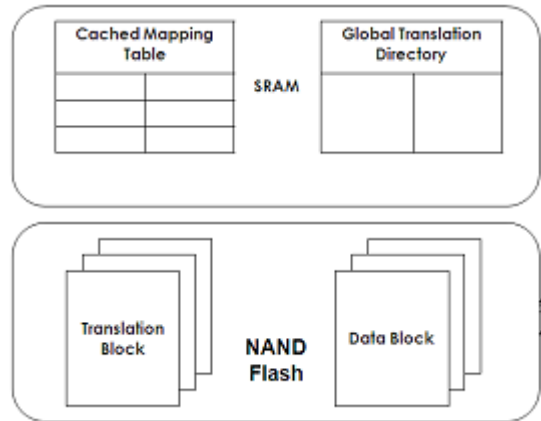 Cached Mapping
Table
Global Translation
Directory
SRAM
Translation
Block
Data Block
NAND
Flash